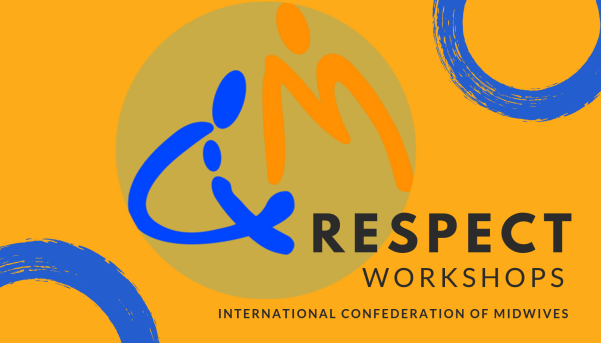 RESPECT
WORKSHOPS
INTERNATIONAL CONFEDERATION OF MIDWIVES